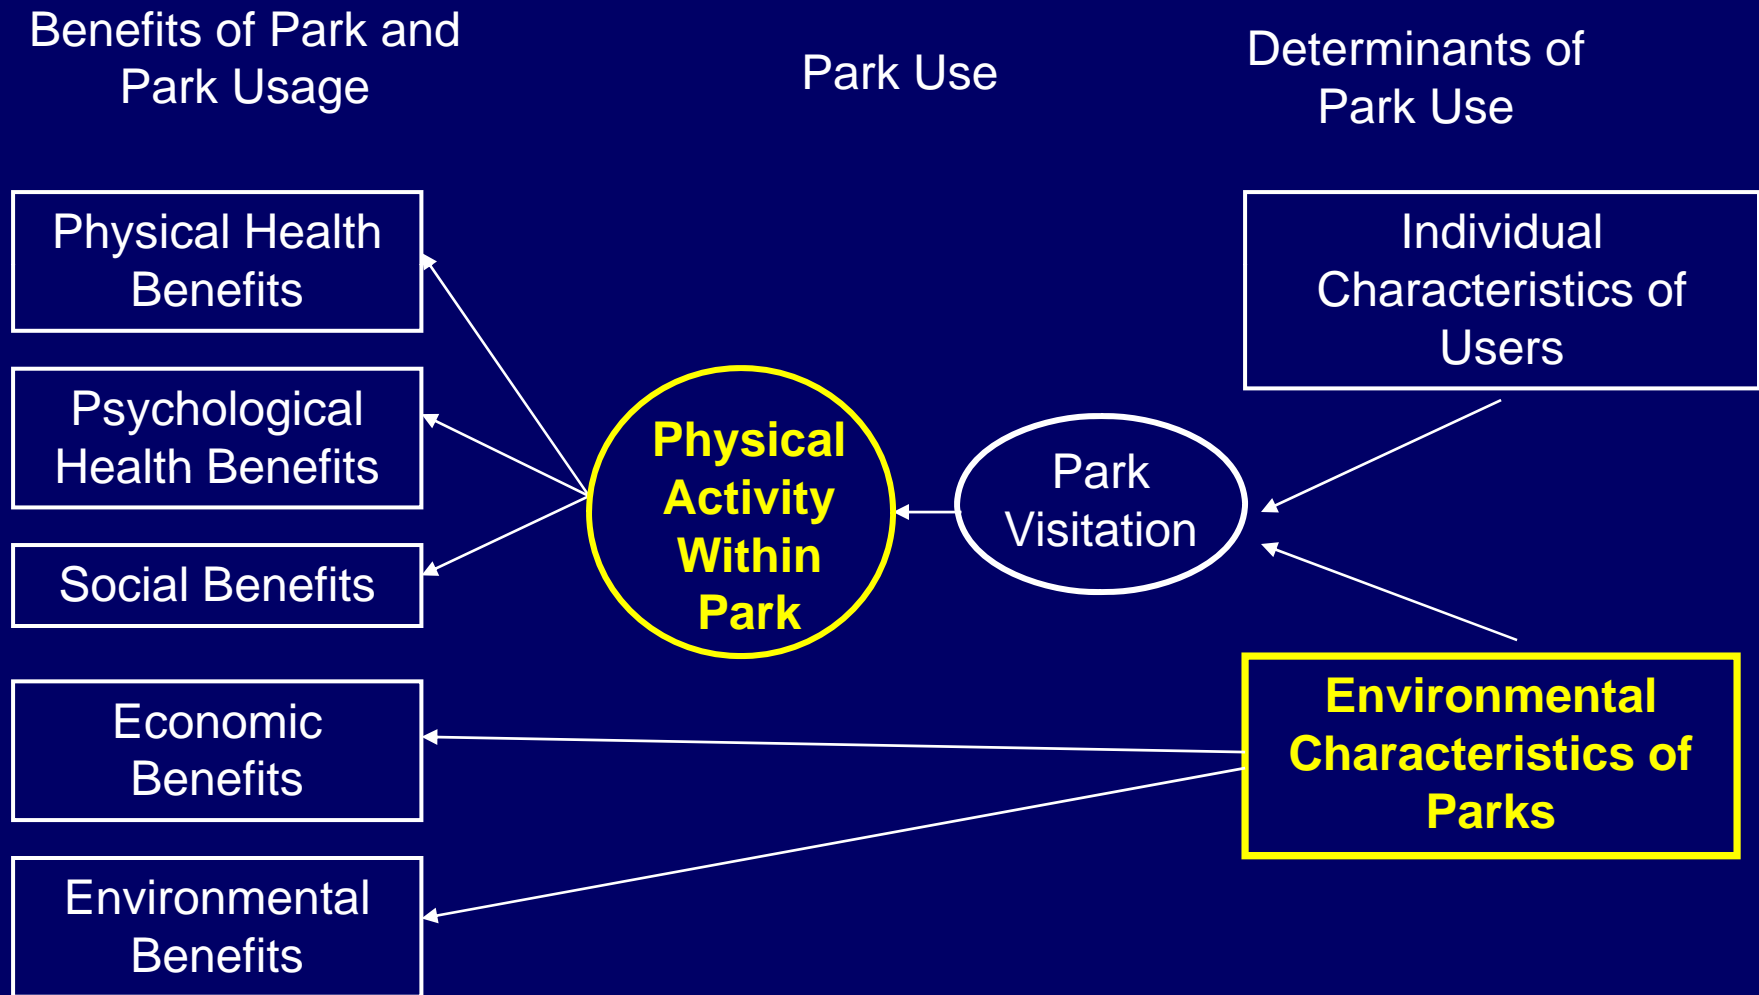 Benefits of Park and
Park Usage
Park Use
Determinants of
Park Use
Physical Health
Benefits
Psychological
Health Benefits
Social Benefits
Economic
Benefits
Environmental
Benefits
Physical
Activity
Within
Park
Park
Visitation
Individual
Characteristics of
Users
Environmental
Characteristics of
Parks